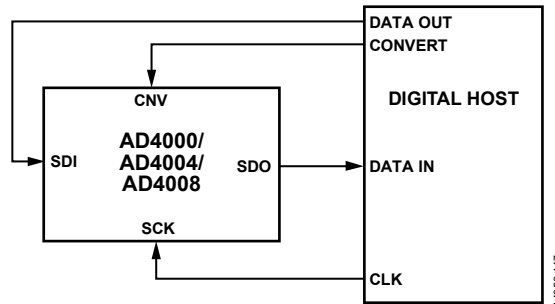 DATA OUT
CONVERT
DIGITAL HOST
CNV
AD4000/
AD4004/
AD4008
SDI
SDO
DATA IN
SCK
CLK